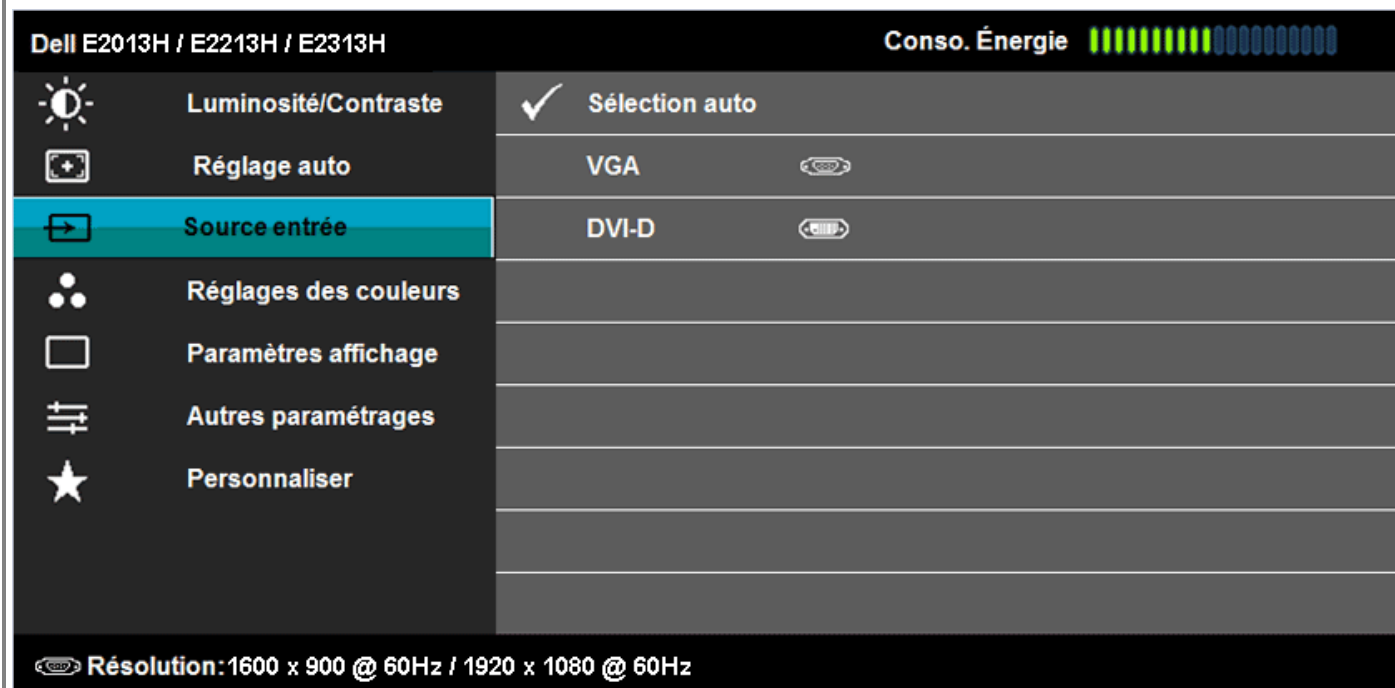 Dell E2013H / E2213H / E2313H Conso. Énergie
Luminosité/Contraste Sélection auto
Réglage auto VGA
Source entrée DVI-D
Réglages des couleurs
Paramètres affichage
Autres paramétrages
Personnaliser
Résolution:1600 x 900 @ 60Hz / 1920 x 1080 @ 60Hz